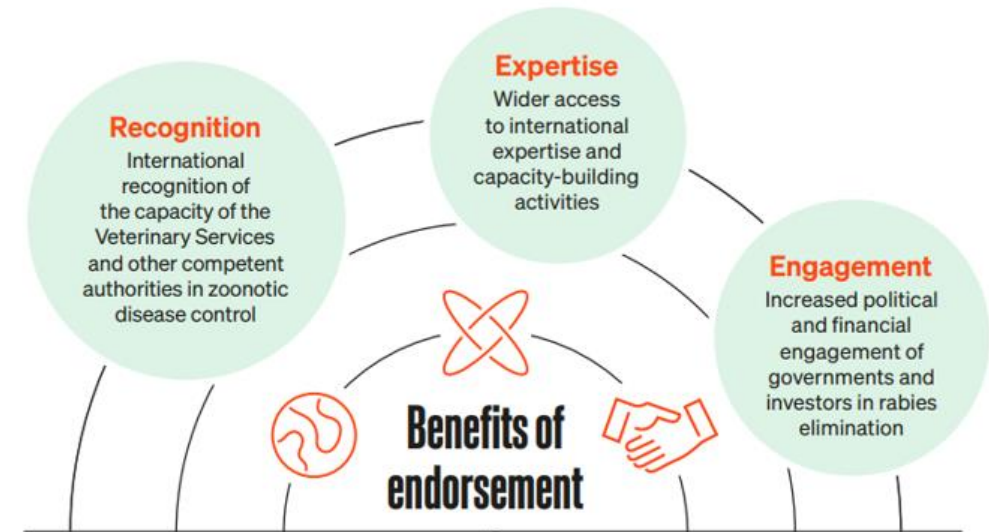 Recognition
International
recognition of
the capacity of the
Veterinary Services
and other competent
authorities in zoonotic
disease control
Expertise
Wider access
to international
expertise and
capacity-building
activities
Engagement
Increased political
and financial
engagement of
governments and
investors in rabies
elimination
Benefits of
endorsement